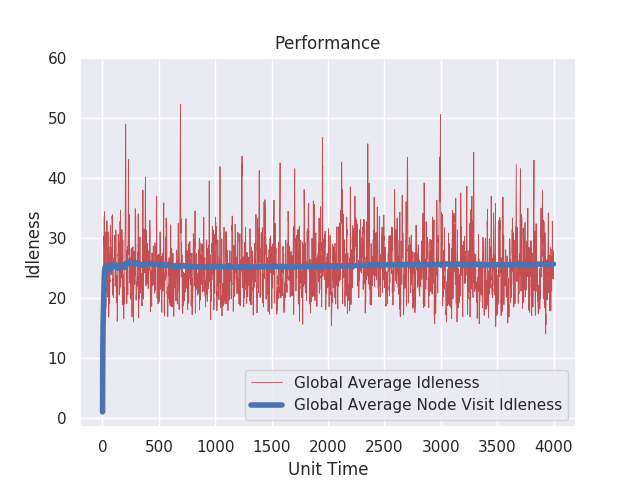 Performance
60
50
40
30
20
10
0
Idleness
Global Average Idleness
Global Average Node Visit Idleness
0 500 1000 1500 2000 2500 3000 3500 4000
Unit Time